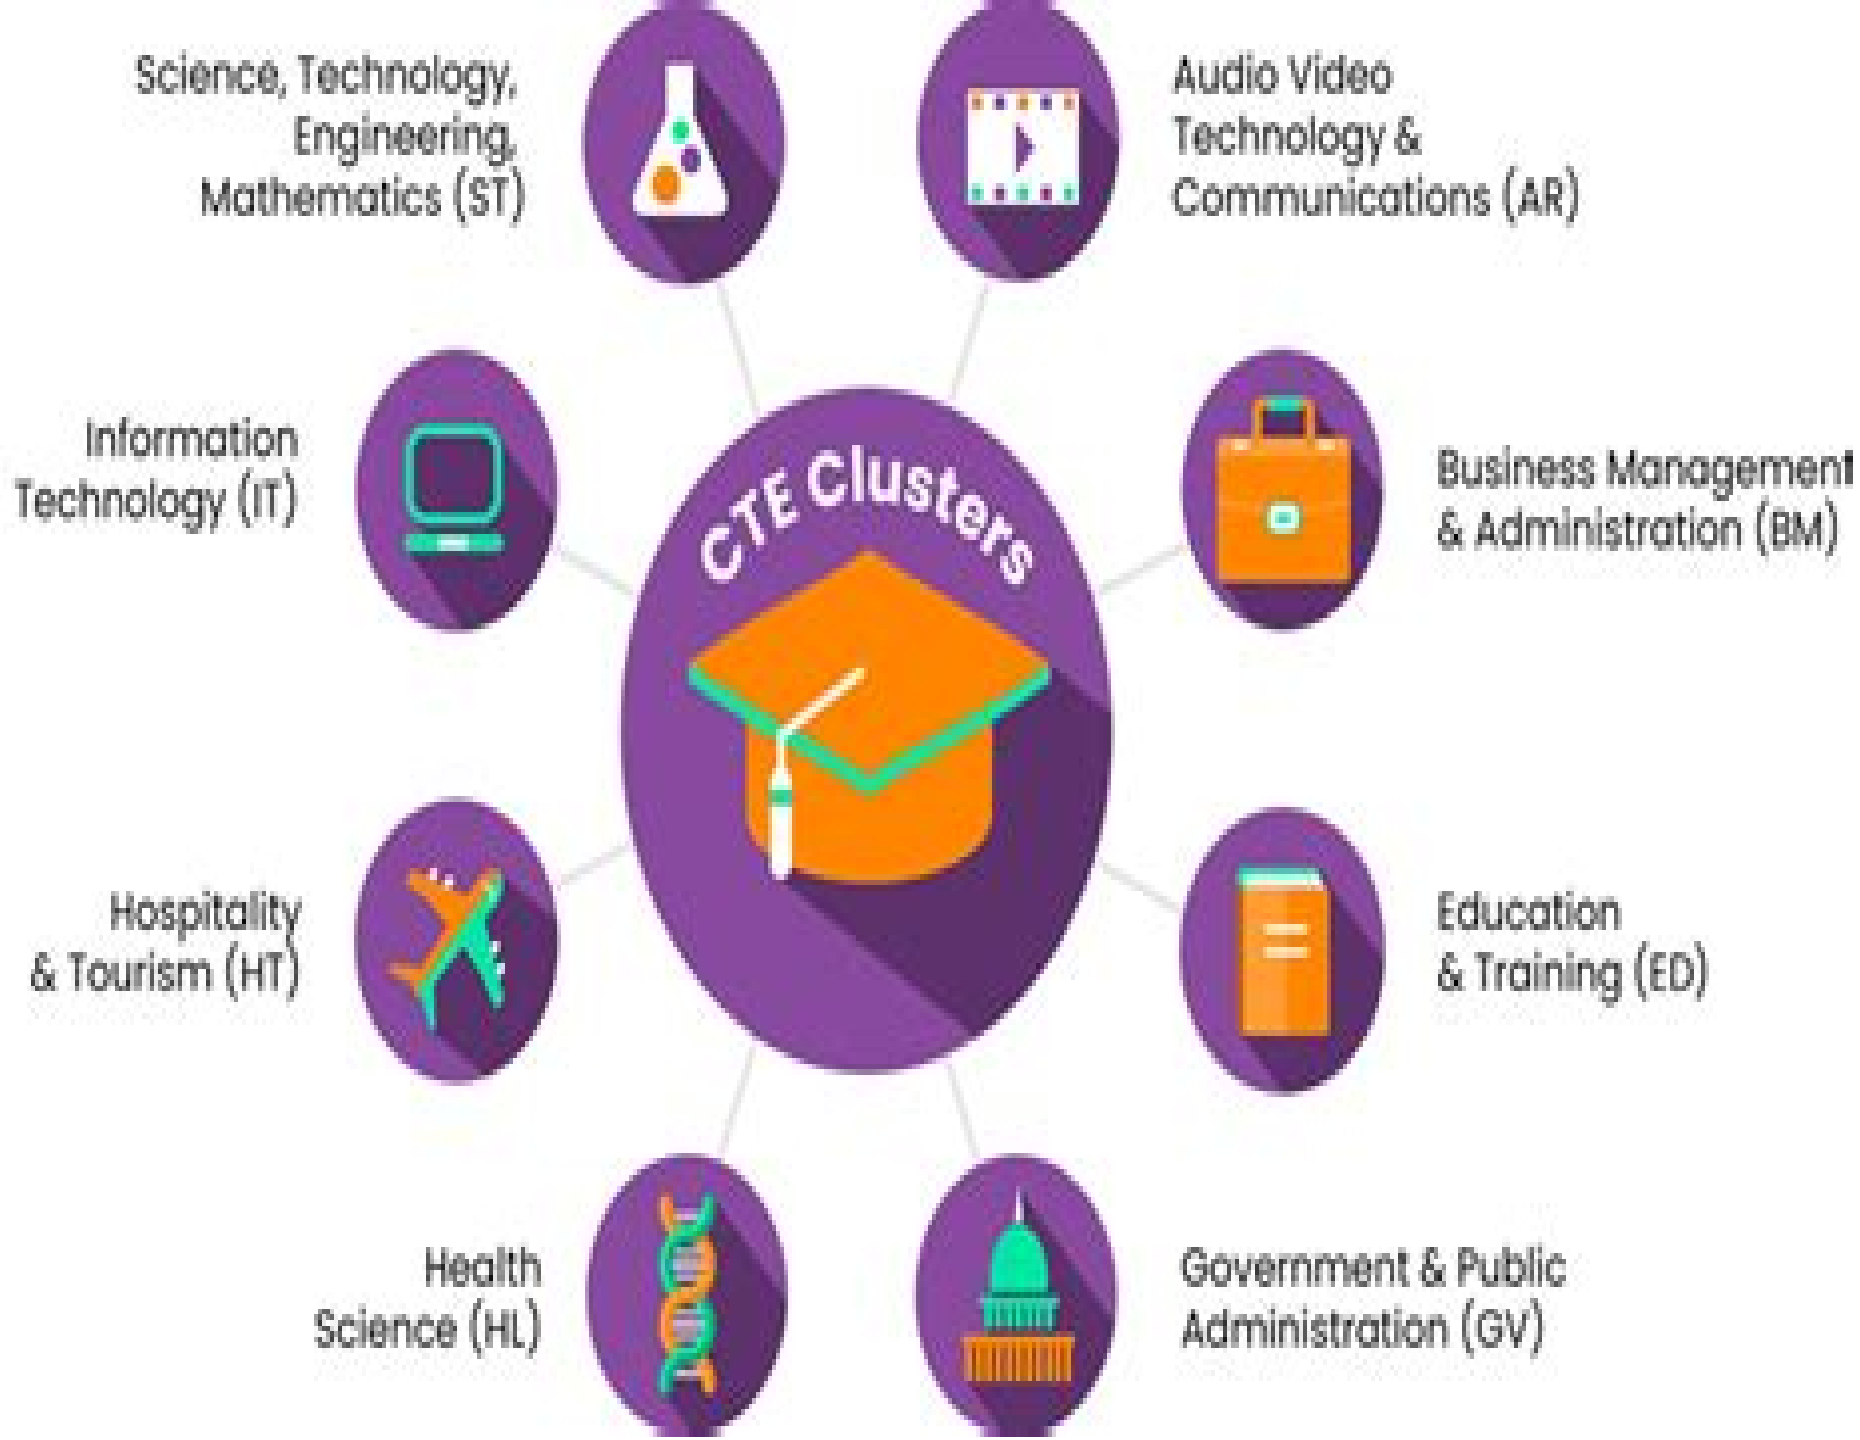 Science, Technology,
Engineering,
Mathematics (ST)
Audio Video
Technology &
Communications (AR)
Information
Technology (IT)
CTE Clusters
Business Management
& Administration (BM)
Hospitality
& Tourism (HT)
Education
& Training (ED)
Health
Science (HL)
Government & Public
Administration (GV)